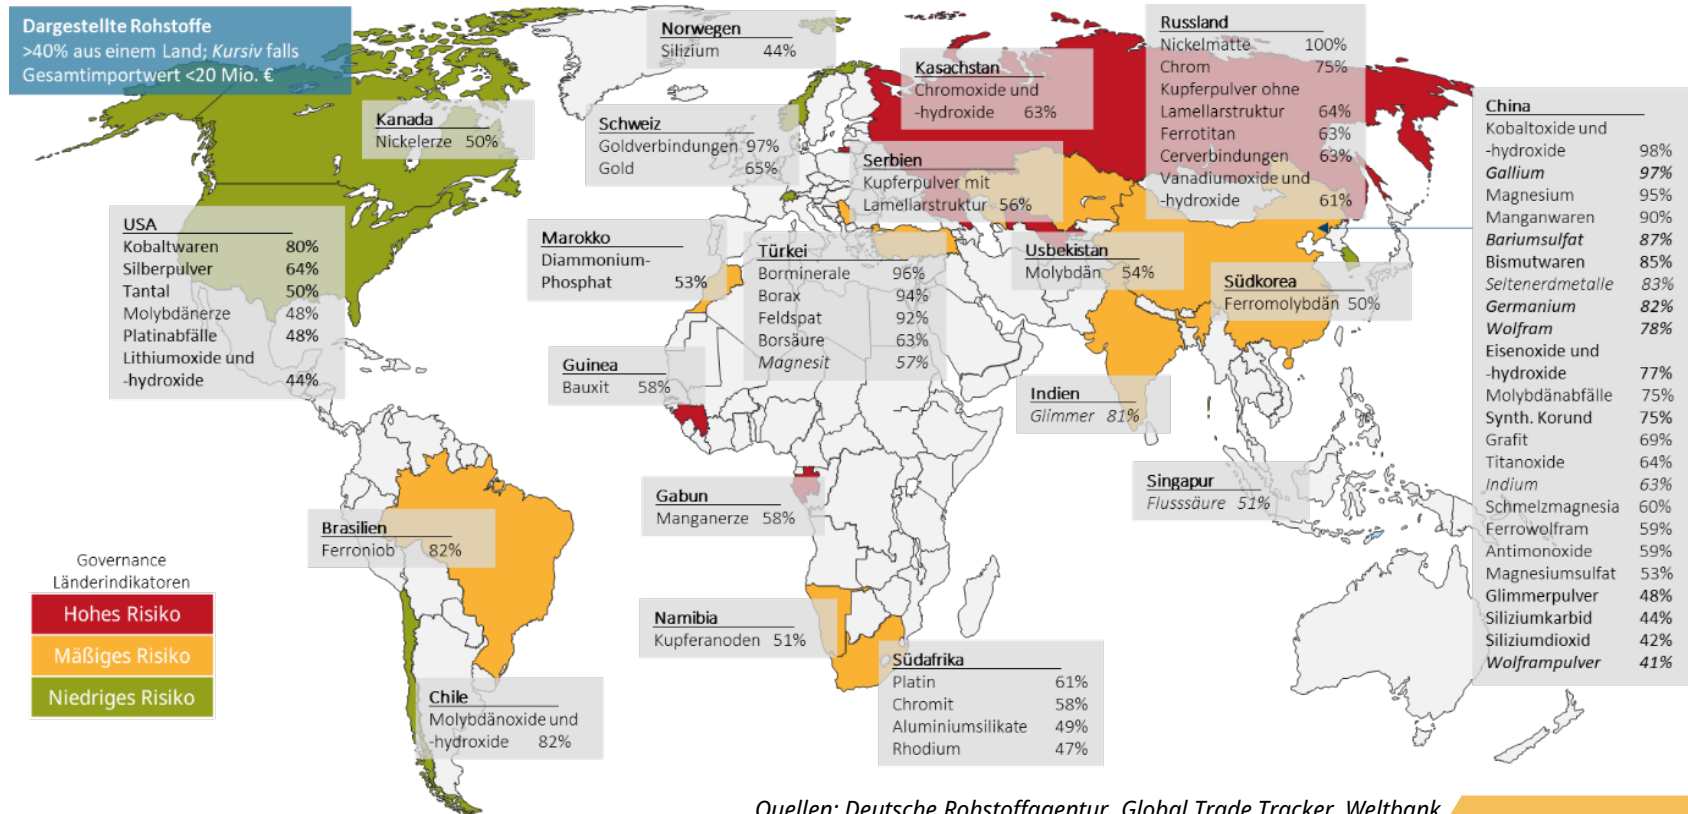 Dargestellte Rohstoffe
>40% aus einem Land; Kursiv falls
Gesamtimportwert <20 Mio. €
Norwegen
Silizium 44%
Russland
Nickelmatte 100%
Chrom 75%
Kupferpulver ohne
Lamellarstruktur 64%
Ferrotitan 63%
Cerverbindungen 63%
Vanadiumoxide und
-hydroxide 61%
Kasachstan
Chromoxide und
-hydroxide 63%
Kanada
Nickelerze 50%
Schweiz
Goldverbindungen 97%
Gold 65%
Serbien
Kupferpulver mit
Lamellarstruktur 56%
China
Kobaltoxide und
-hydroxide 98%
Gallium 97%
Magnesium 95%
Manganwaren 90%
Bariumsulfat 87%
Bismutwaren 85%
Seltenerdmetalle 83%
Germanium 82%
Wolfram 78%
Eisenoxide und
-hydroxide 77%
Molybdänabfälle 75%
Synth. Korund 75%
Grafit 69%
Titanoxide 64%
Indium 63%
Schmelzmagnesia 60%
Ferrowolfram 59%
Antimonoxide 59%
Magnesiumsulfat 53%
Glimmerpulver 48%
Siliziumkarbid 44%
Siliziumdioxid 42%
Wolframpulver 41%
USA
Kobaltwaren 80%
Silberpulver 64%
Tantal 50%
Molybdänerze 48%
Platinabfälle 48%
Lithiumoxide und
-hydroxide 44%
Marokko
Diammonium-
Phosphat 53%
Türkei
Borminerale 96%
Borax 94%
Feldspat 92%
Borsäure 63%
Magnesit 57%
Usbekistan
Molybdän 54%
Südkorea
Ferromolybdän 50%
Guinea
Bauxit 58%
Indien
Glimmer 81%
Singapur
Flusssäure 51%
Gabun
Manganerze 58%
Brasilien
Ferroniob 82%
Namibia
Kupferanoden 51%
Südafrika
Platin 61%
Chromit 58%
Aluminiumsilikate 49%
Rhodium 47%
Chile
Molybdänoxide und
-hydroxide 82%
Governance
Länderindikatoren
Hohes Risiko
Mäßiges Risiko
Niedriges Risiko
Quellen: Deutsche Rohstoffagentur, Global Trade Tracker, Weltbank